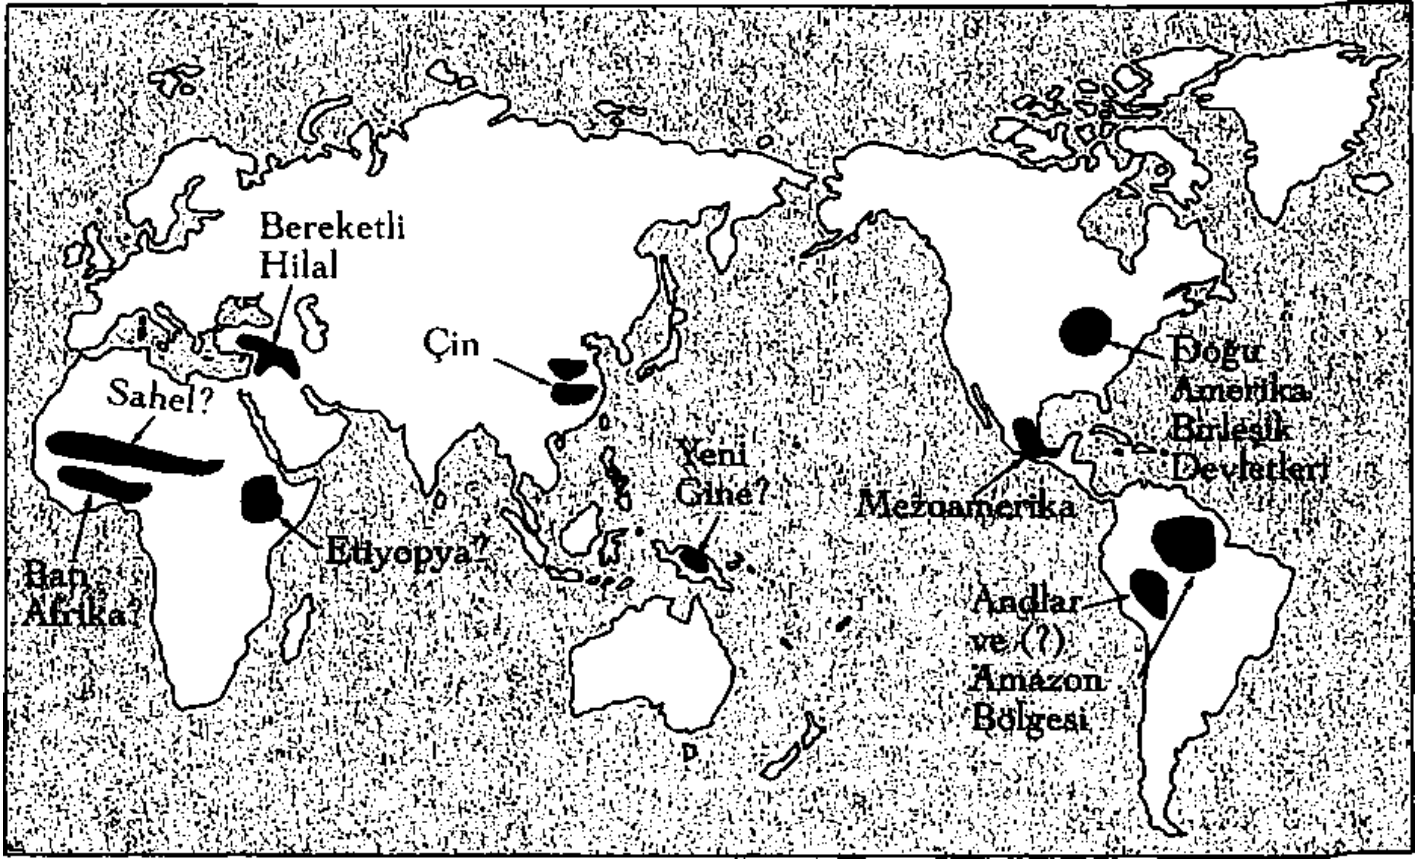 Bereketli
Hilal
Çin
Sahel?
Doğu
Amerika
Birleşik
Devletleri
Yeni
Gine?
Mezoamerika
Etiyopya?
Batı
Afrika?
Andlar
ve (?)
Amazon
Bölgesi